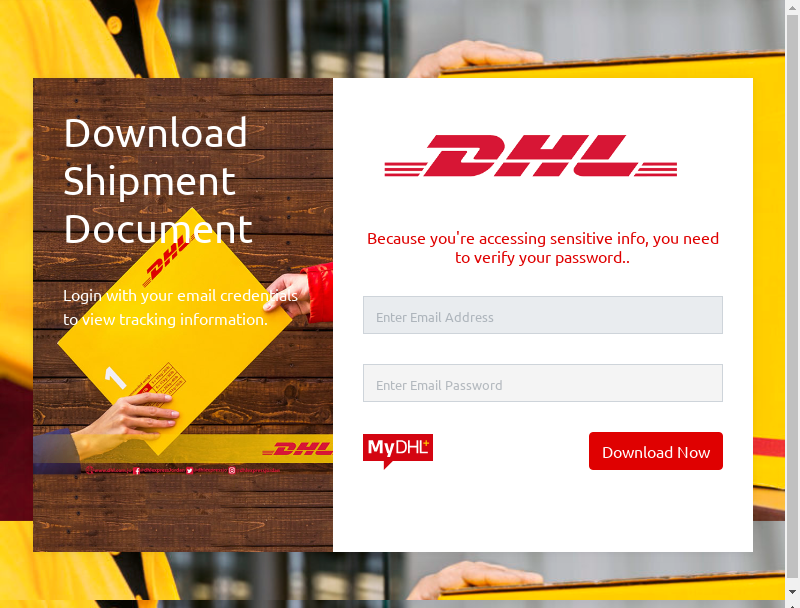 Download
Shipment
Document
Login with your email credentials
to view tracking information.
DHL
DHL
DHL
Because you're accessing sensitive info, you need
to verify your password..
Enter Email Address
Enter Email Password
MyDHL+
Download Now